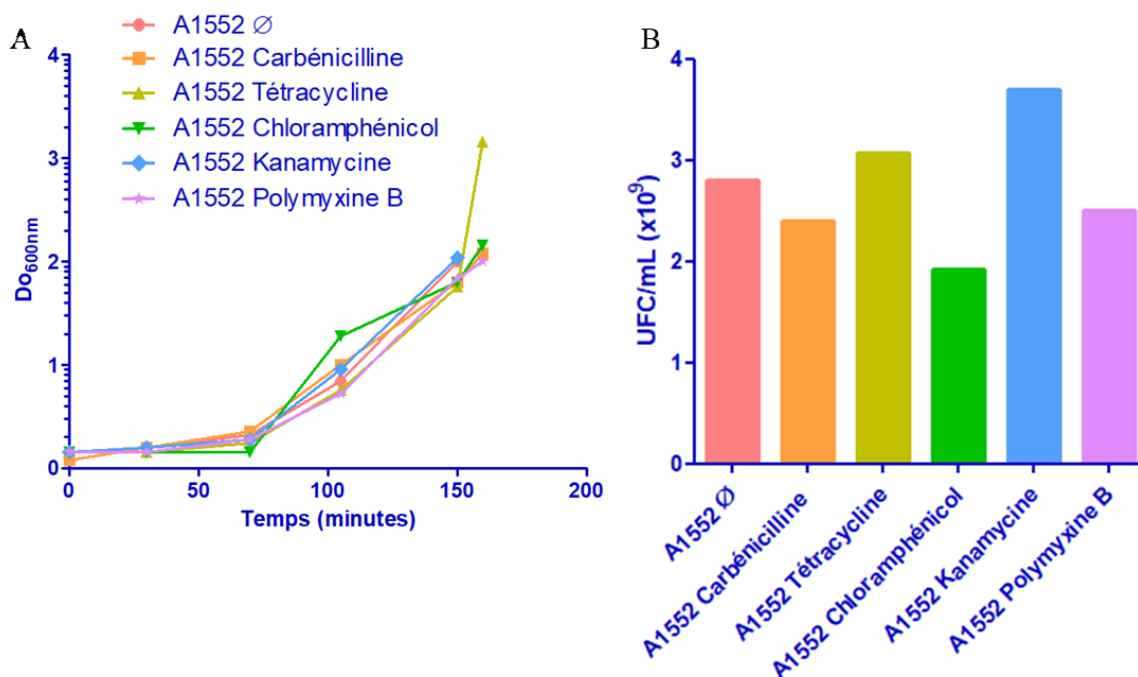 A
A1552 Ø
A1552 Carbénicilline
A1552 Tétracycline
A1552 Chloramphénicol
A1552 Kanamycine
A1552 Polymyxine B
4
3
2
1
0
Do600nm
0 50 100 150 200
Temps (minutes)
B
4
3
2
1
0
UFC/mL (x10⁹)
A1552 Ø
A1552 Carbénicilline
A1552 Tétracycline
A1552 Chloramphénicol
A1552 Kanamycine
A1552 Polymyxine B